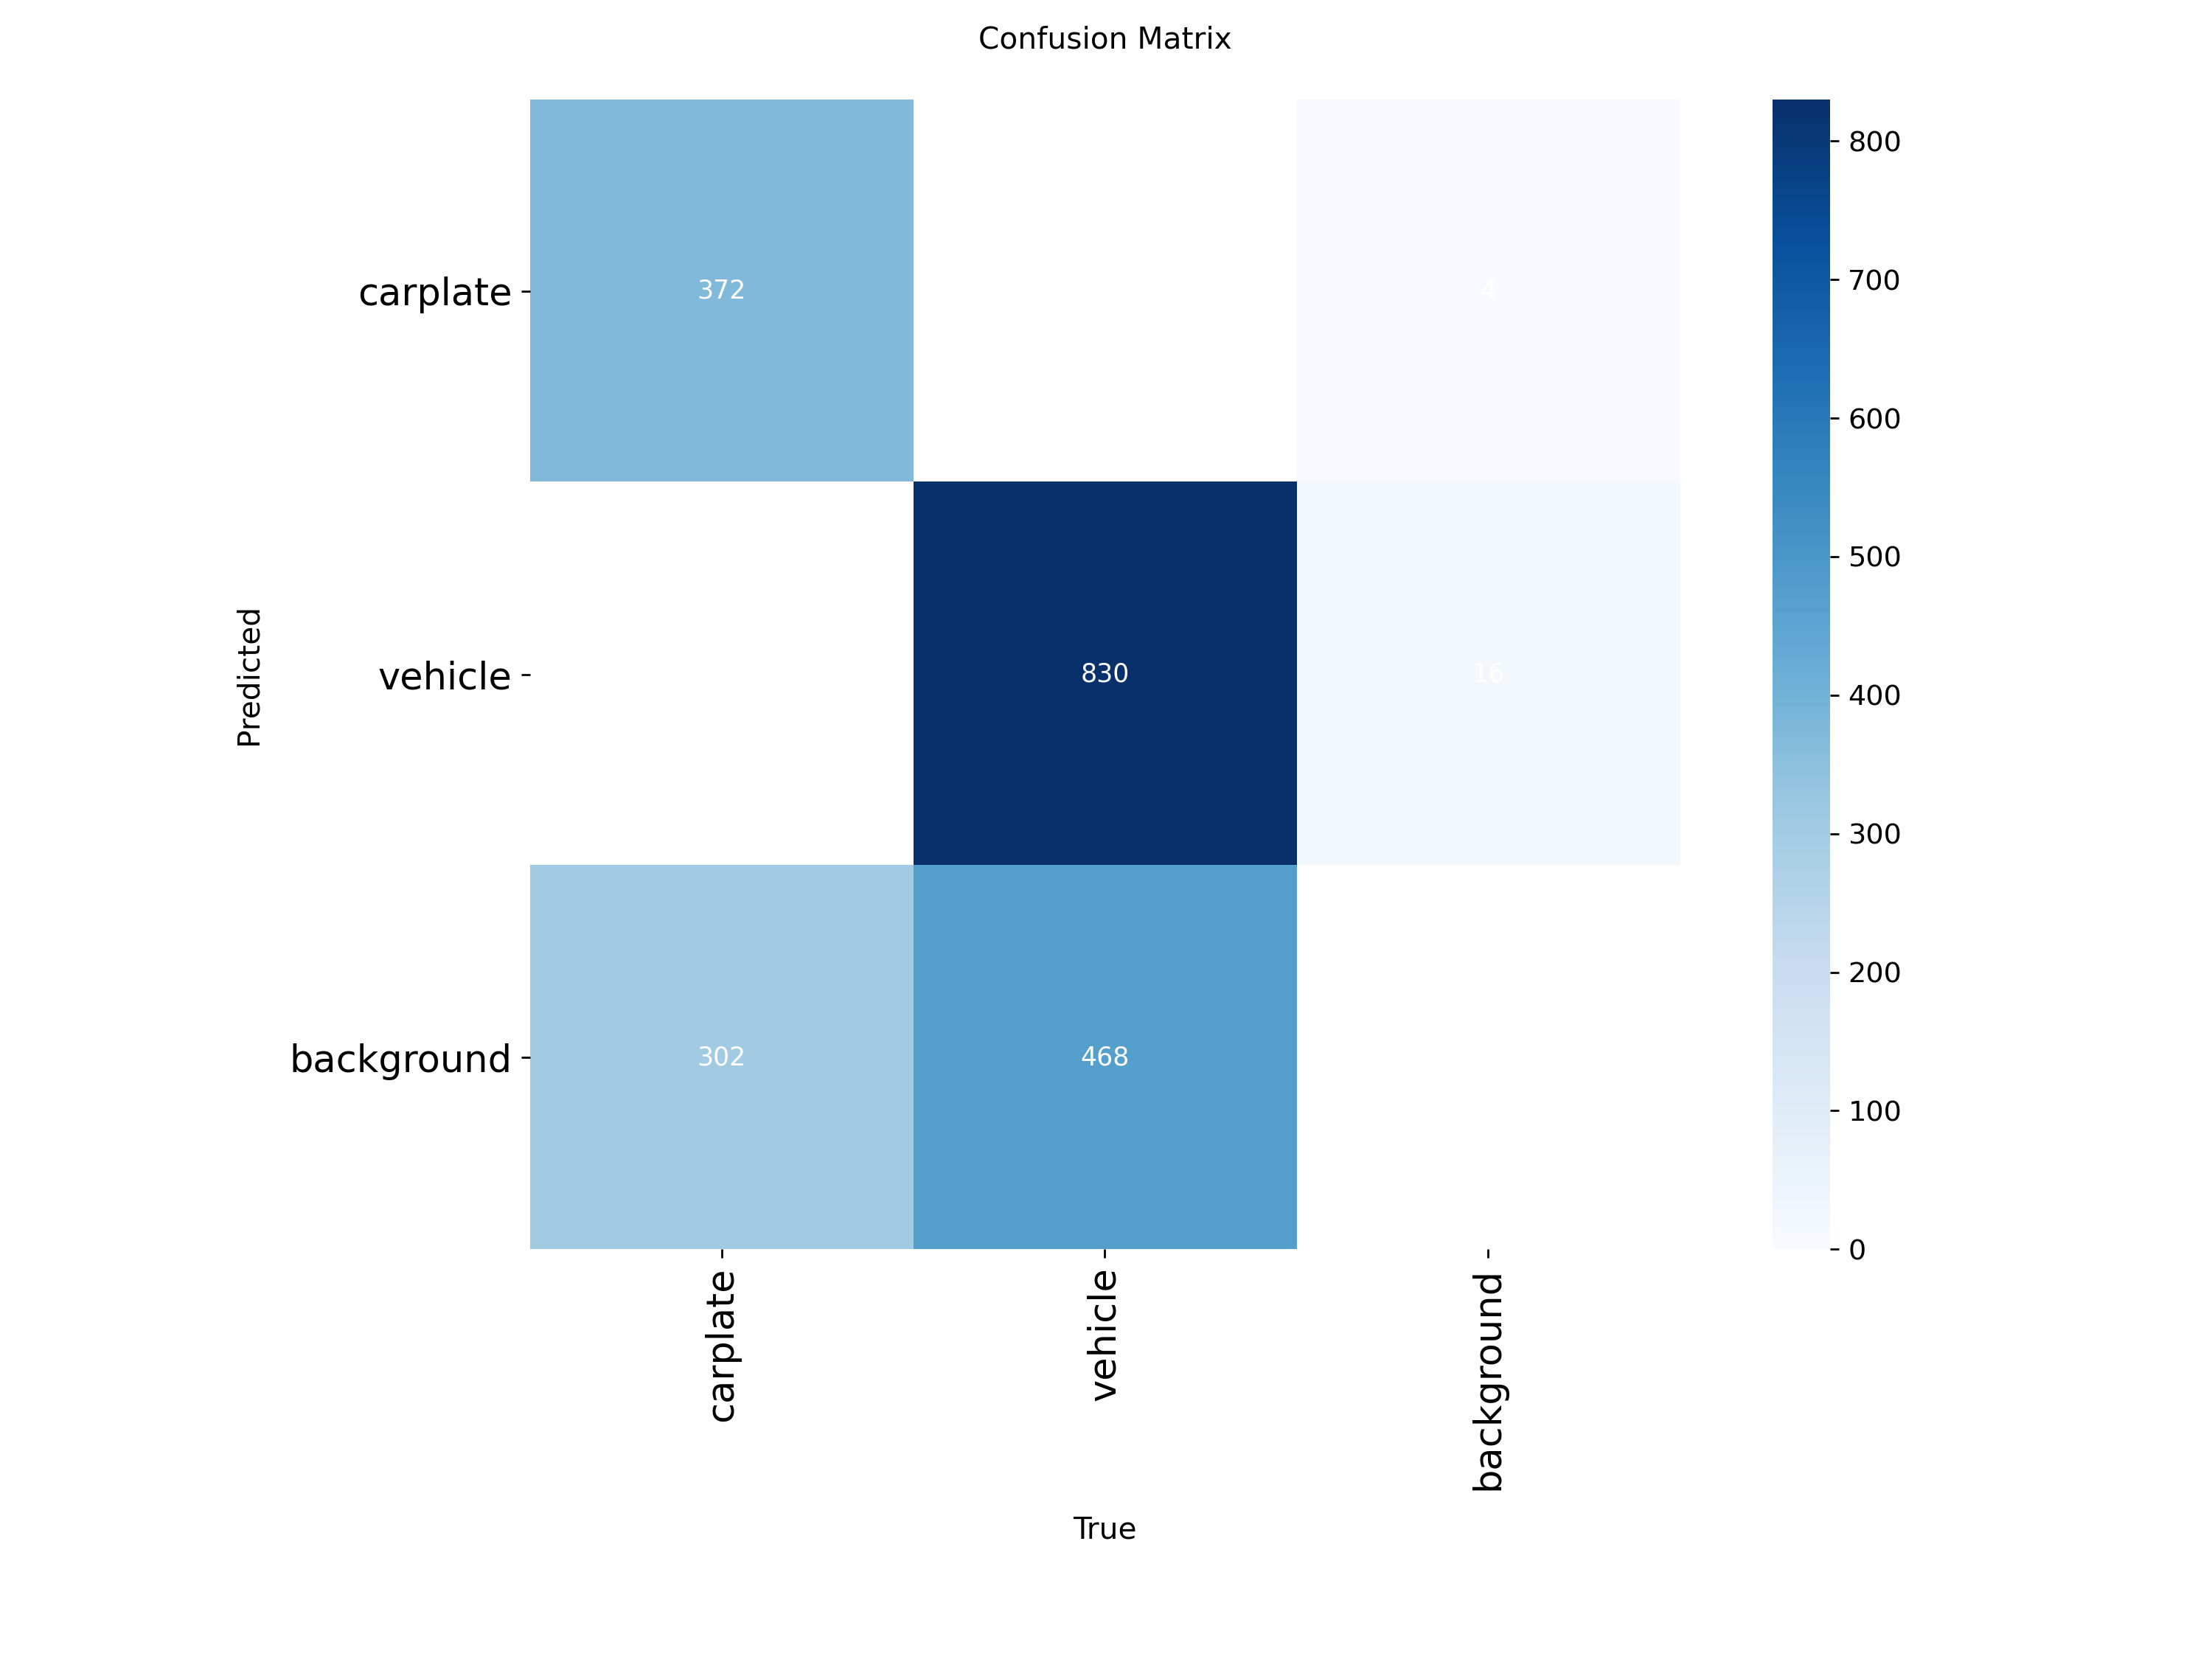 Confusion Matrix
carplate
372
4
vehicle
830
16
background
302
468
Predicted
carplate
vehicle
background
True
800
700
600
500
400
300
200
100
0